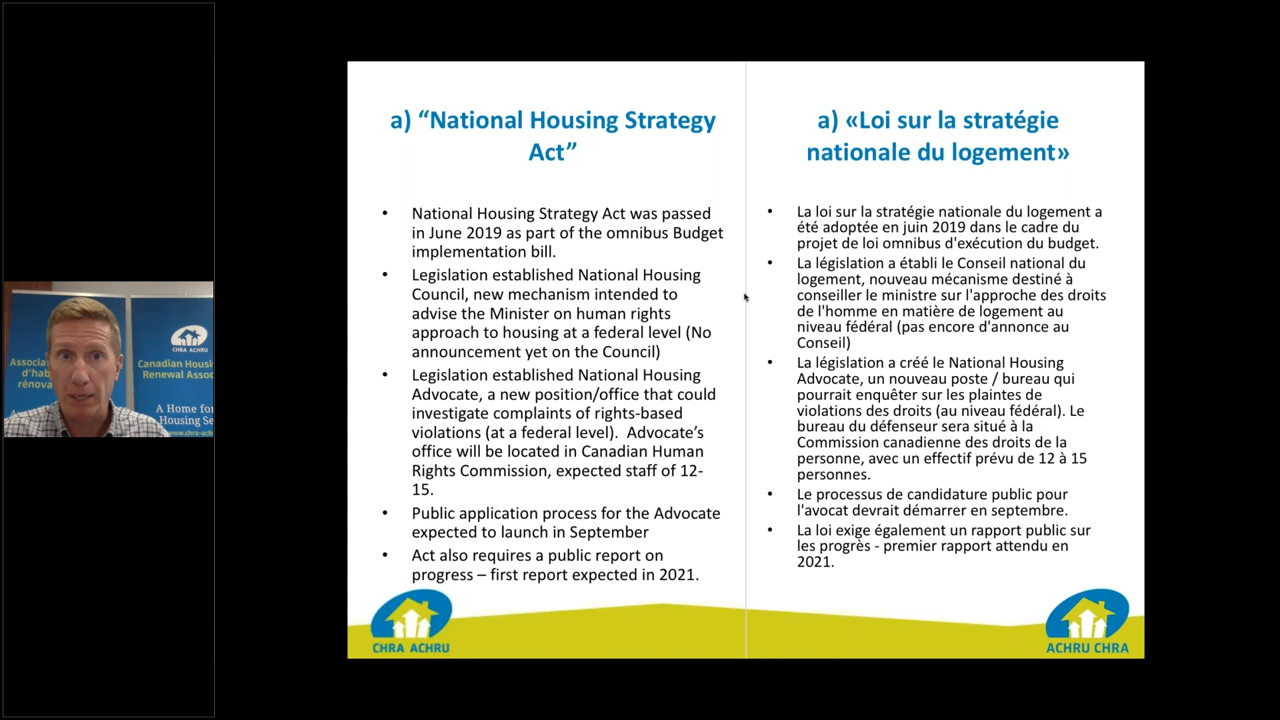 a) “National Housing Strategy
Act”
National Housing Strategy Act was passed
in June 2019 as part of the omnibus Budget
implementation bill.
Legislation established National Housing
Council, new mechanism intended to
advise the Minister on human rights
approach to housing at a federal level (No
announcement yet on the Council)
Legislation established National Housing
Advocate, a new position/office that could
investigate complaints of rights-based
violations (at a federal level).  Advocate’s
office will be located in Canadian Human
Rights Commission, expected staff of 12-
15.
Public application process for the Advocate
expected to launch in September
Act also requires a public report on
progress – first report expected in 2021.
CHRA ACHRU
a) «Loi sur la stratégie
nationale du logement»
La loi sur la stratégie nationale du logement a
été adoptée en juin 2019 dans le cadre du
projet de loi omnibus d'exécution du budget.
La législation a établi le Conseil national du
logement, nouveau mécanisme destiné à
conseiller le ministre sur l'approche des droits
de l'homme en matière de logement au
niveau fédéral (pas encore d'annonce au
Conseil)
La législation a créé le National Housing
Advocate, un nouveau poste / bureau qui
pourrait enquêter sur les plaintes de
violations des droits (au niveau fédéral). Le
bureau du défenseur sera situé à la
Commission canadienne des droits de la
personne, avec un effectif prévu de 12 à 15
personnes.
Le processus de candidature public pour
l'avocat devrait démarrer en septembre.
La loi exige également un rapport public sur
les progrès - premier rapport attendu en
2021.
ACHRU CHRA
Associa
d'hab
rénova
CHRA ACHRU
Canadian Housi
Renewal Assoc
A Home for
Housing Se
www.chra-achr